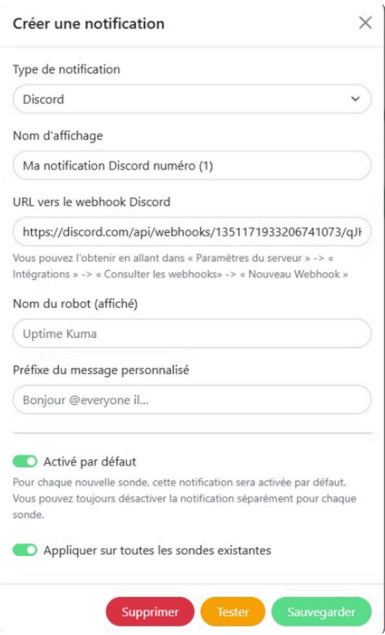 Créer une notification
Type de notification
Discord
Nom d'affichage
Ma notification Discord numéro (1)
URL vers le webhook Discord
https://discord.com/api/webhooks/1351171933206741073/qJł
Vous pouvez l'obtenir en allant dans « Paramètres du serveur » -> «
Intégrations » -> « Consulter les webhooks» -> « Nouveau Webhook »
Nom du robot (affiché)
Uptime Kuma
Préfixe du message personnalisé
Bonjour @everyone il...
Activé par défaut
Pour chaque nouvelle sonde, cette notification sera activée par défaut.
Vous pouvez toujours désactiver la notification séparément pour chaque
sonde.
Appliquer sur toutes les sondes existantes
Supprimer
Tester
Sauvegarder